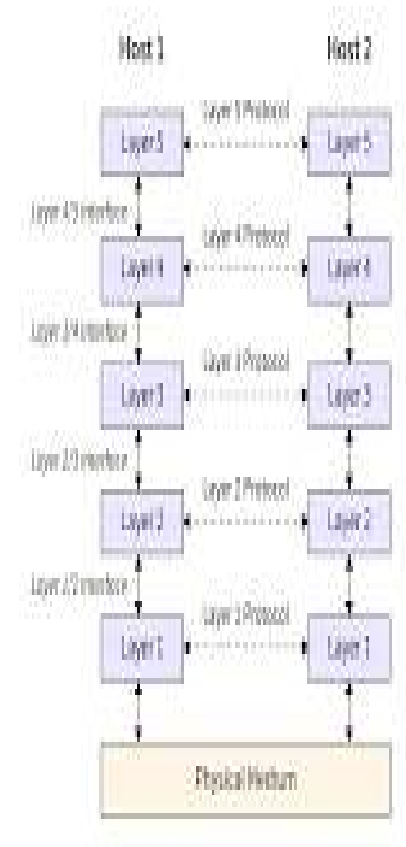 Host 1 Host 2
Layer 5 Protocol
Layer 5 Layer 5
Layer 4/5 interface
Layer 4 Protocol
Layer 4 Layer 4
Layer 3/4 interface
Layer 3 Protocol
Layer 3 Layer 3
Layer 2/3 interface
Layer 2 Protocol
Layer 2 Layer 2
Layer 1/2 interface
Layer 1 Protocol
Layer 1 Layer 1
Physical Medium